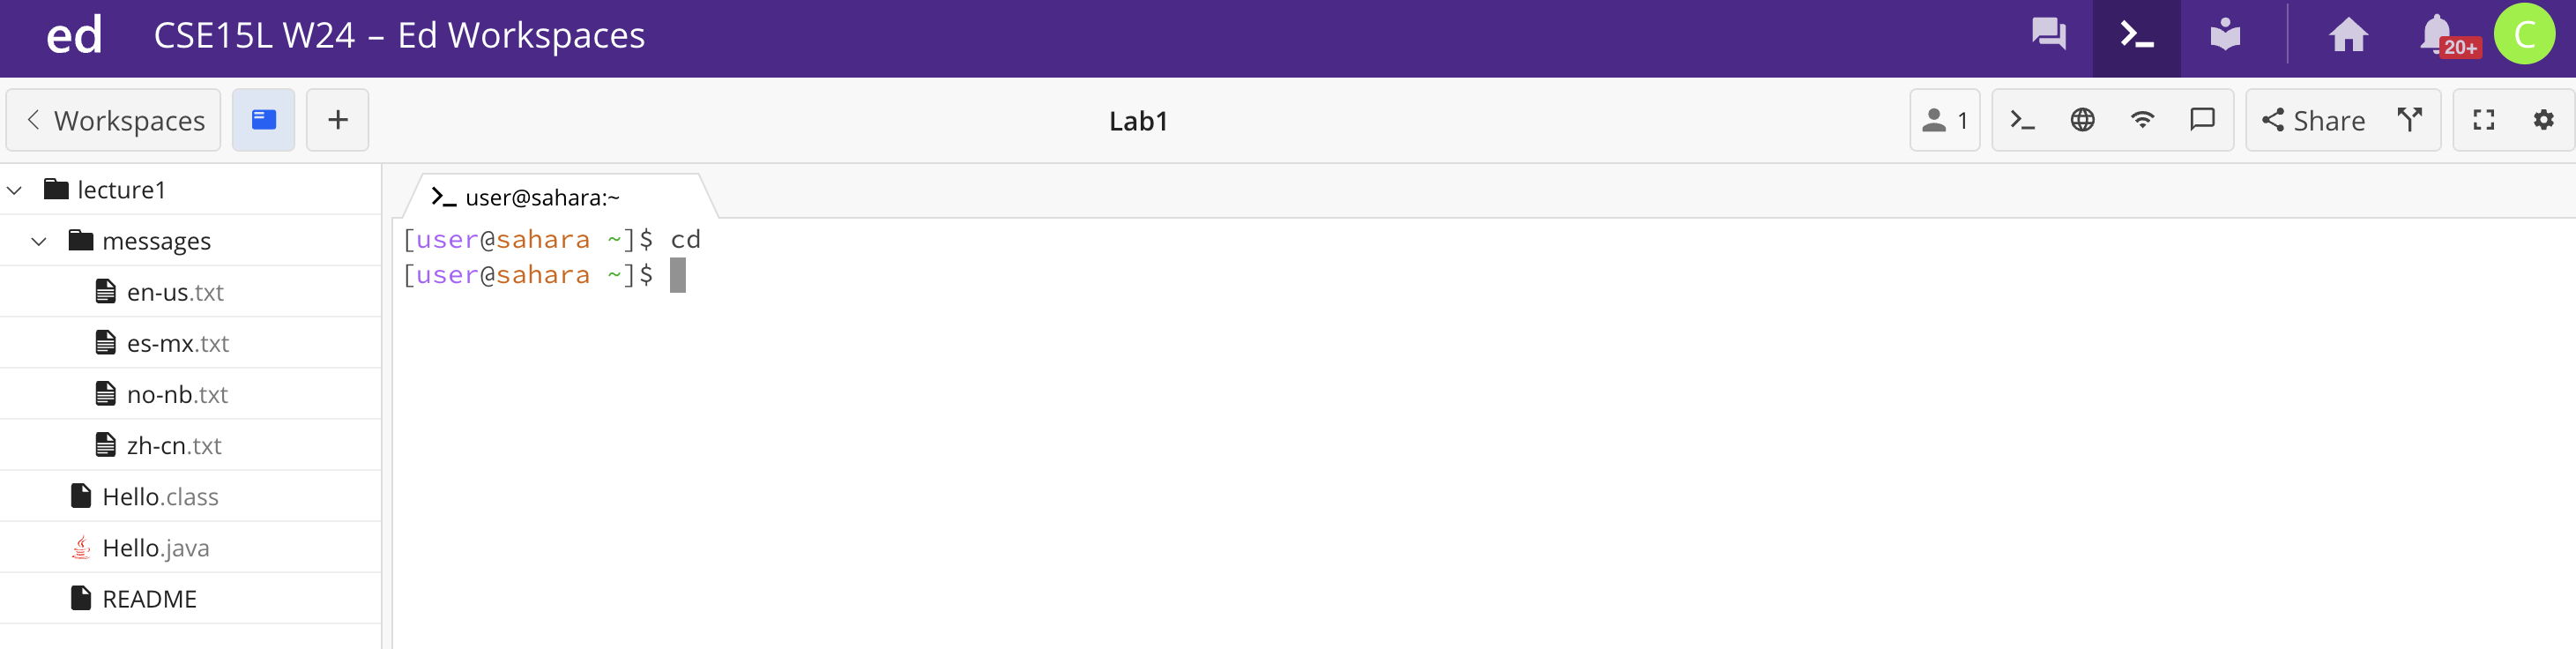 ed CSE15L W24 – Ed Workspaces 20+ C
Workspaces + Lab1 1 Share
lecture1
messages
en-us.txt
es-mx.txt
no-nb.txt
zh-cn.txt
Hello.class
Hello.java
README
user@sahara:~
[user@sahara ~]$ cd
[user@sahara ~]$